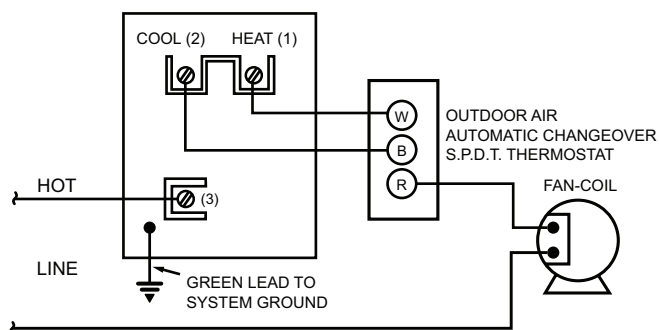 COOL (2) HEAT (1)
W
B
R
OUTDOOR AIR
AUTOMATIC CHANGEOVER
S.P.D.T. THERMOSTAT
FAN-COIL
HOT
(3)
LINE
GREEN LEAD TO
SYSTEM GROUND